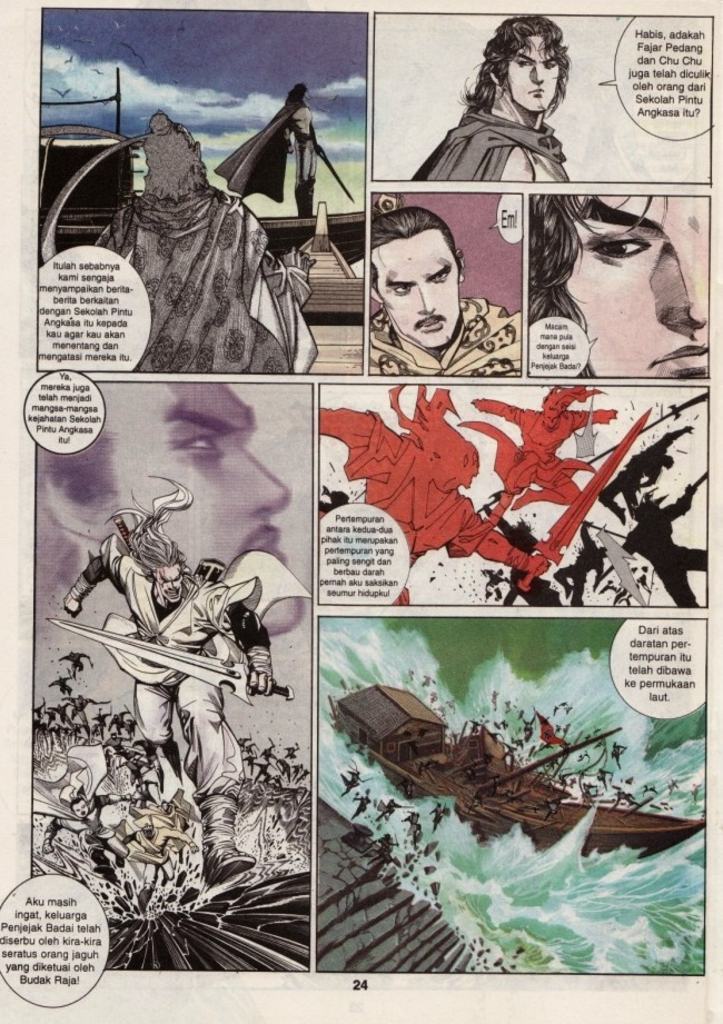 Itulah sebabnya
kami sengaja
menyampaikan berita-
berita berkaitan
dengan Sekolah Pintu
Angkasa itu kepada
kau agar kau akan
menentang dan
mengatasi mereka itu.
Habis, adakah
Fajar Pedang
dan Chu Chu
juga telah diculik
oleh orang dari
Sekolah Pintu
Angkasa itu?
Em!
Macam
mana pula
dengan seisi
keluarga
Penjejak Badai?
Ya,
mereka juga
telah menjadi
mangsa-mangsa
kejahatan Sekolah
Pintu Angkasa
itu!
Aku masih
ingat, keluarga
Penjejak Badai telah
diserbu oleh kira-kira
seratus orang jaguh
yang diketuai oleh
Budak Raja!
Pertempuran
antara kedua-dua
pihak itu merupakan
pertempuran yang
paling sengit dan
berbau darah
pernah aku saksikan
seumur hidupku!
Dari atas
daratan per-
tempuran itu
telah dibawa
ke permukaan
laut.
24